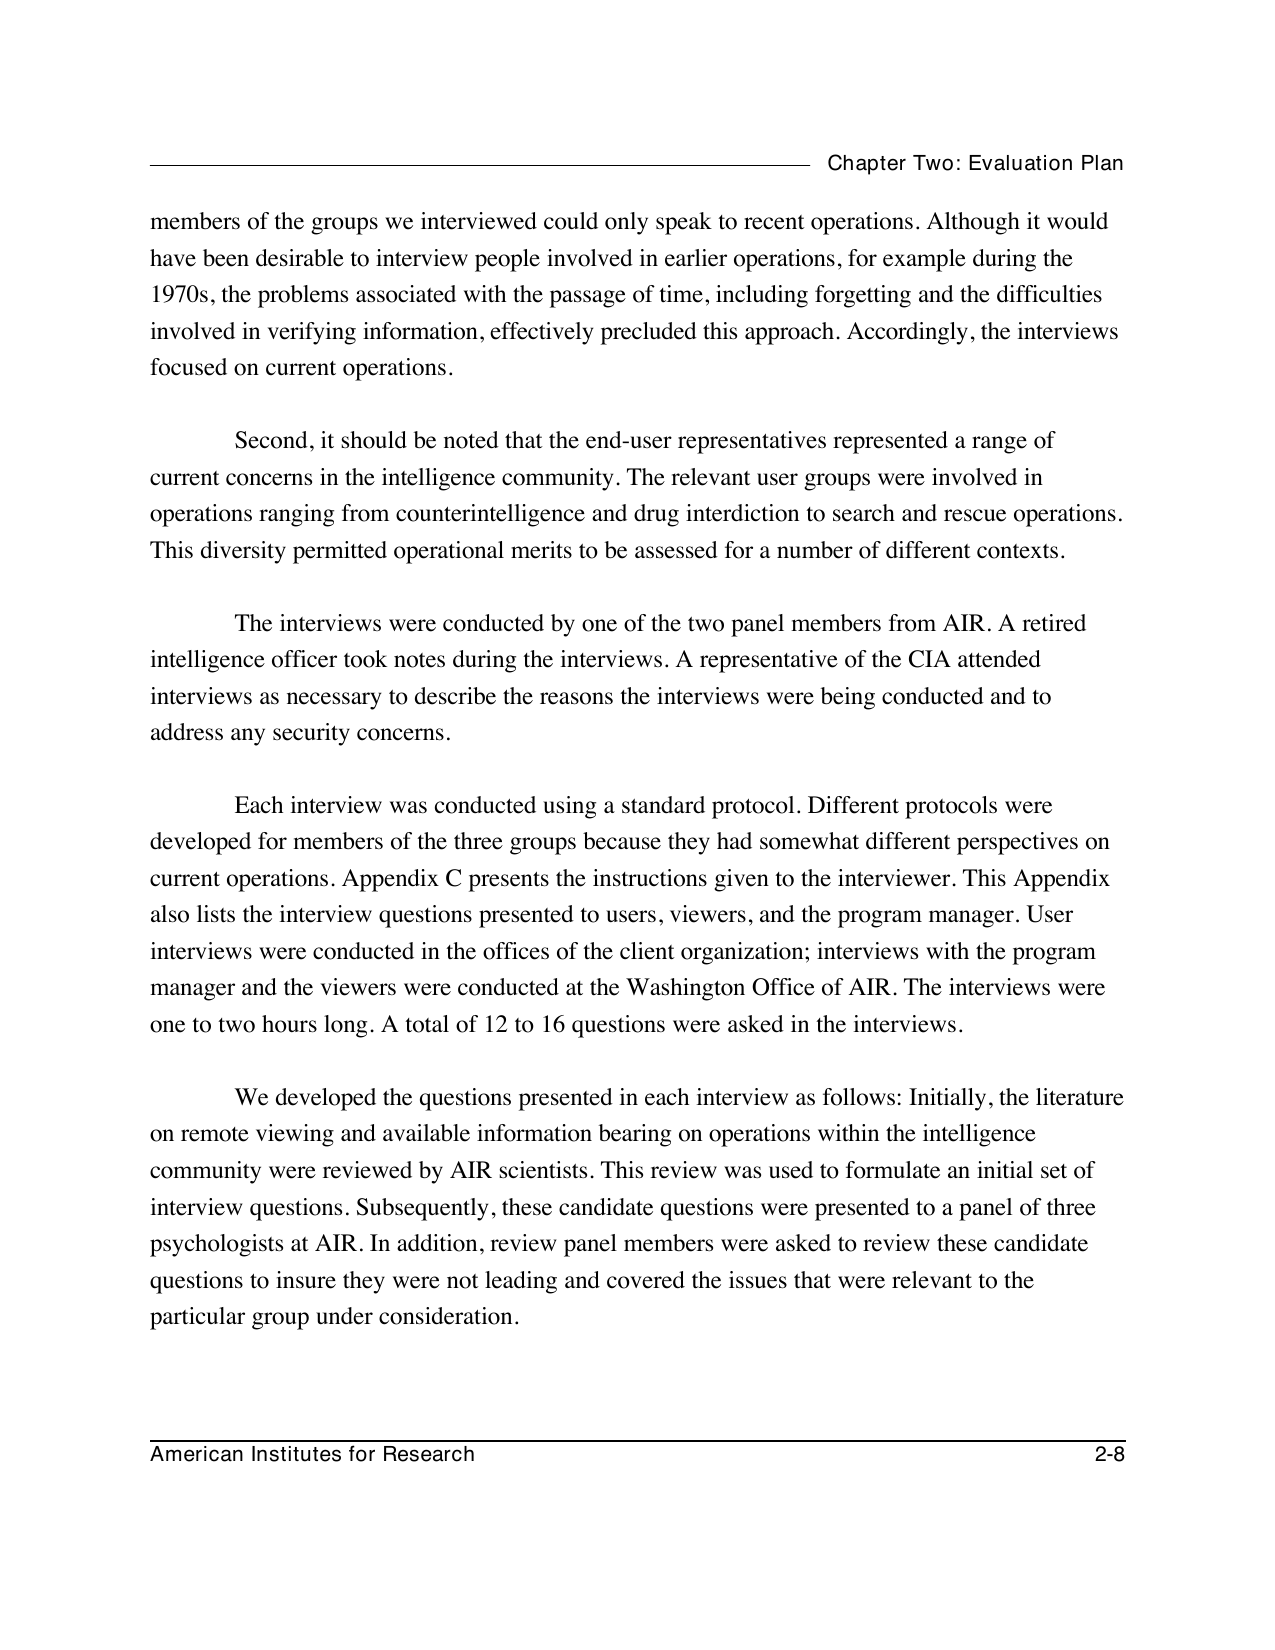 Chapter Two: Evaluation Plan
members of the groups we interviewed could only speak to recent operations. Although it would
have been desirable to interview people involved in earlier operations, for example during the
1970s, the problems associated with the passage of time, including forgetting and the difficulties
involved in verifying information, effectively precluded this approach. Accordingly, the interviews
focused on current operations.
Second, it should be noted that the end-user representatives represented a range of
current concerns in the intelligence community. The relevant user groups were involved in
operations ranging from counterintelligence and drug interdiction to search and rescue operations.
This diversity permitted operational merits to be assessed for a number of different contexts.
The interviews were conducted by one of the two panel members from AIR. A retired
intelligence officer took notes during the interviews. A representative of the CIA attended
interviews as necessary to describe the reasons the interviews were being conducted and to
address any security concerns.
Each interview was conducted using a standard protocol. Different protocols were
developed for members of the three groups because they had somewhat different perspectives on
current operations. Appendix C presents the instructions given to the interviewer. This Appendix
also lists the interview questions presented to users, viewers, and the program manager. User
interviews were conducted in the offices of the client organization; interviews with the program
manager and the viewers were conducted at the Washington Office of AIR. The interviews were
one to two hours long. A total of 12 to 16 questions were asked in the interviews.
We developed the questions presented in each interview as follows: Initially, the literature
on remote viewing and available information bearing on operations within the intelligence
community were reviewed by AIR scientists. This review was used to formulate an initial set of
interview questions. Subsequently, these candidate questions were presented to a panel of three
psychologists at AIR. In addition, review panel members were asked to review these candidate
questions to insure they were not leading and covered the issues that were relevant to the
particular group under consideration.
American Institutes for Research 2-8